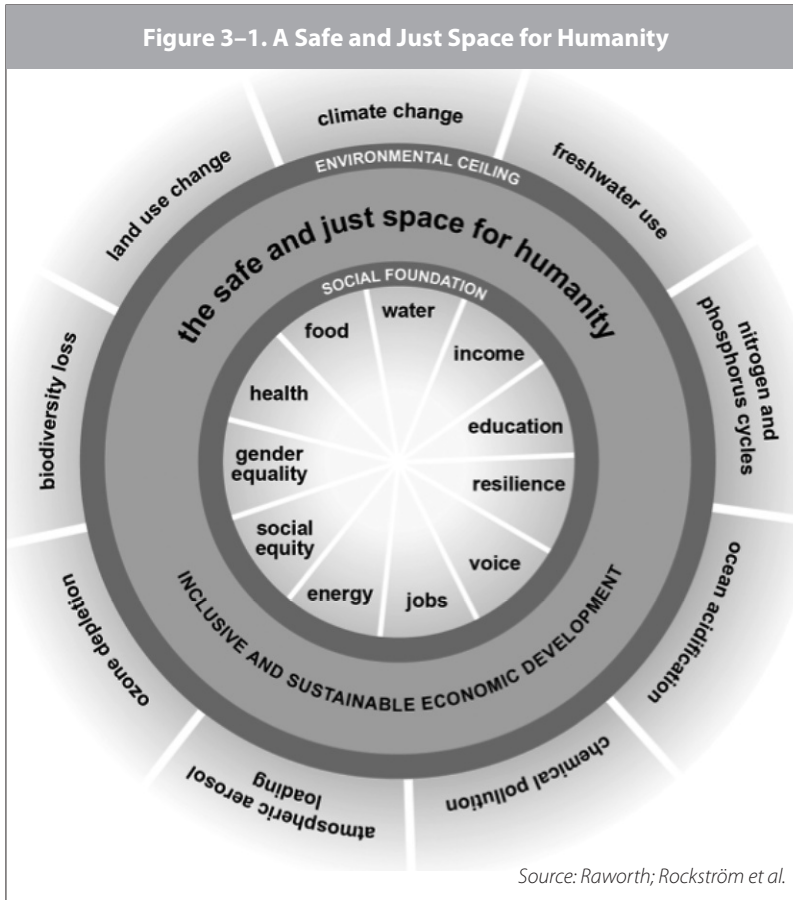 Figure 3–1. A Safe and Just Space for Humanity
climate change
freshwater use
nitrogen and
phosphorus cycles
ocean acidification
chemical pollution
atmospheric aerosol
loading
ozone depletion
biodiversity loss
land use change
ENVIRONMENTAL CEILING
the safe and just space for humanity
SOCIAL FOUNDATION
water
income
education
resilience
voice
jobs
energy
social
equity
gender
equality
health
food
INCLUSIVE AND SUSTAINABLE ECONOMIC DEVELOPMENT
Source: Raworth; Rockström et al.